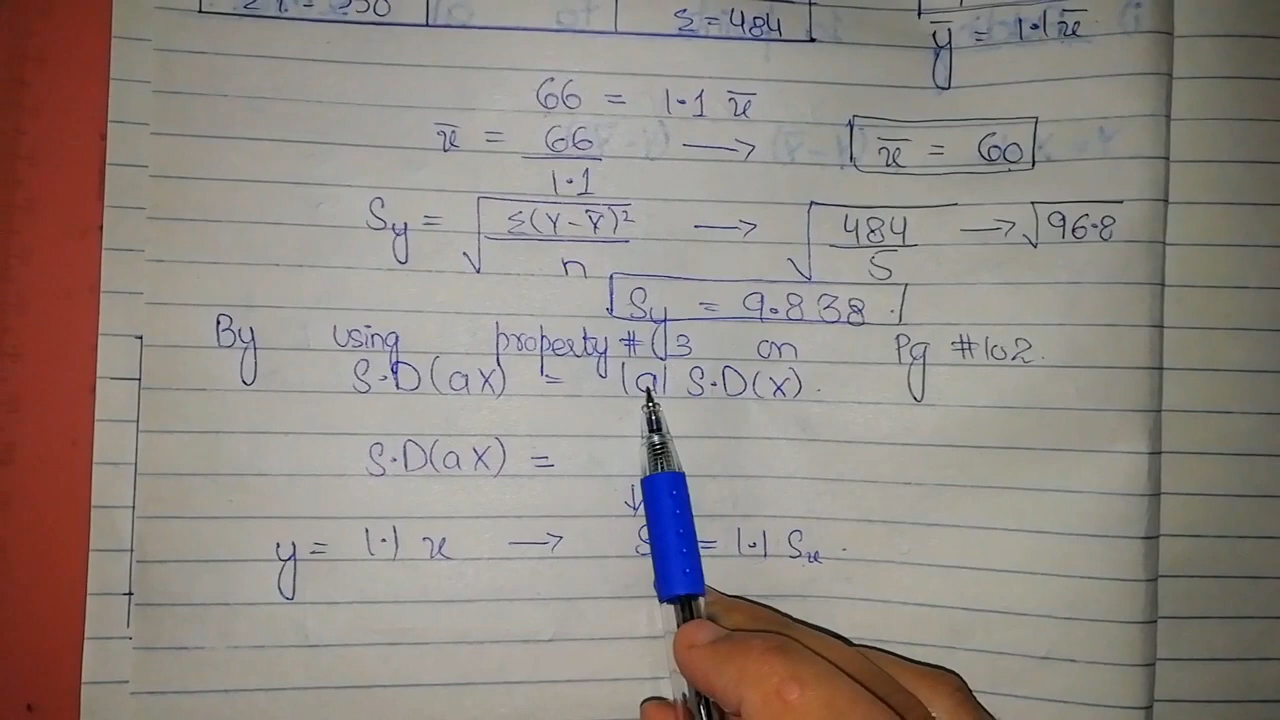 Σ = 484
ȳ = 1·1 x̄
66 = 1·1 x̄
x̄ = 66/1·1 → x̄ = 60
Sy = √Σ(Y-Ȳ)²/n → √484/5 → √96·8
Sy = 9·838
By using property # 03 on Pg #102.
S·D(aX) = |a| S·D(X).
S·D(aX) =
↓
y = 1·1 x → S = 1·1 Sx.